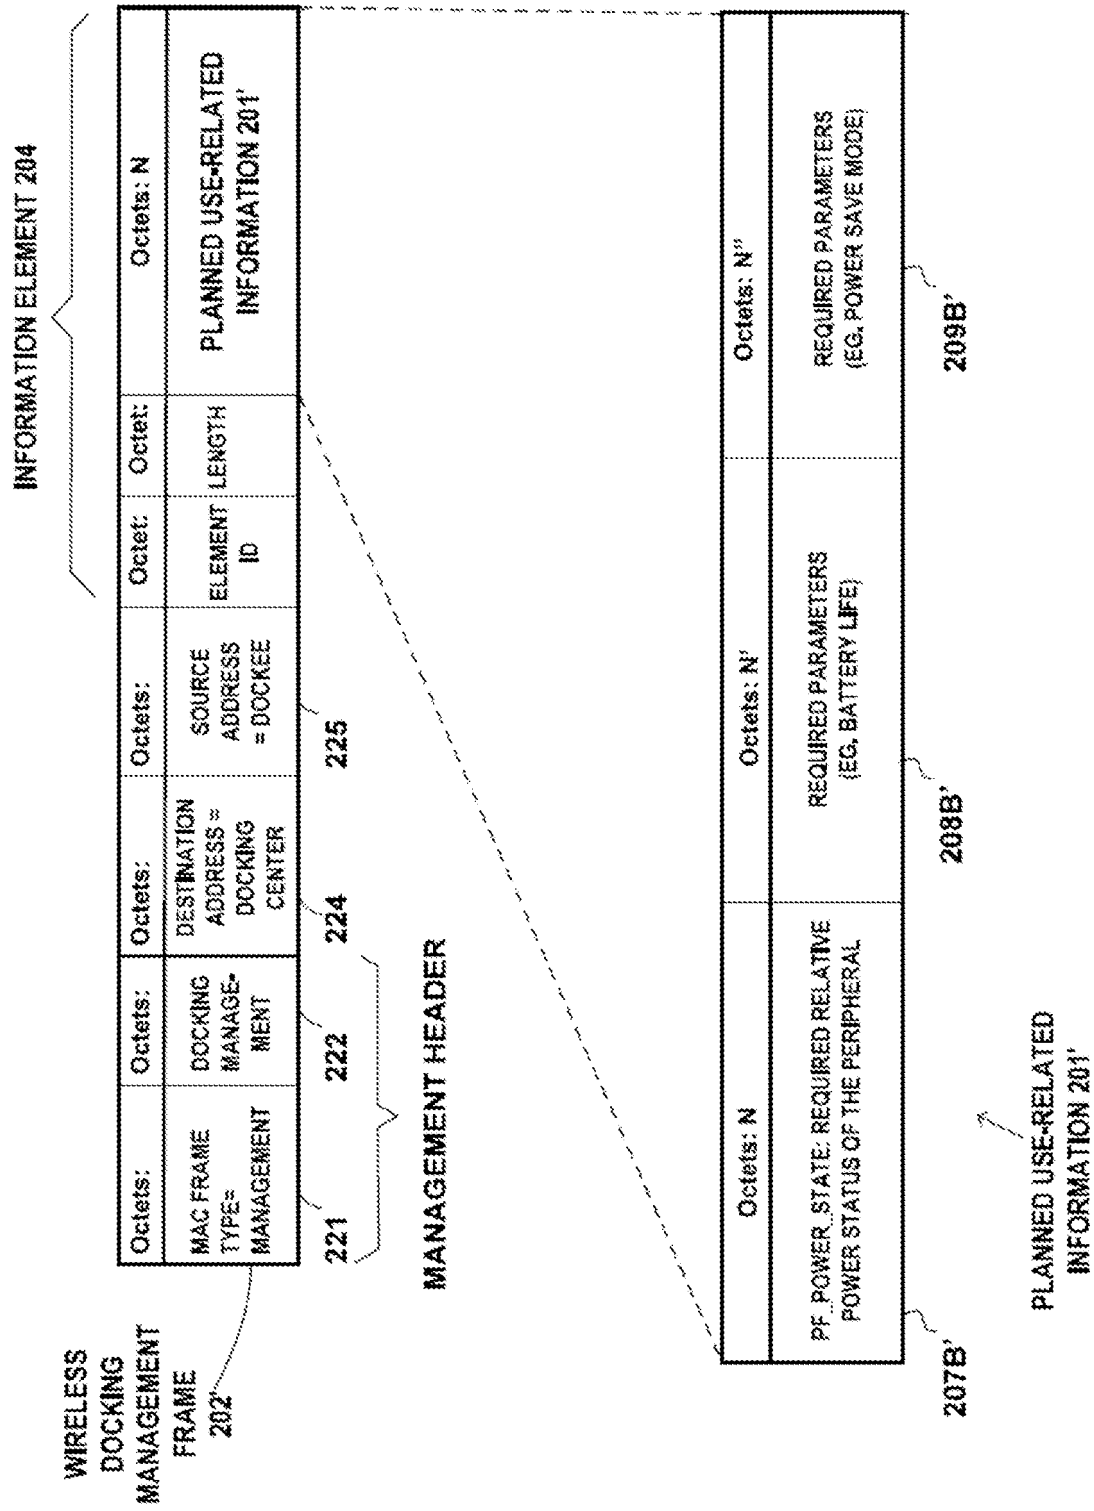 WIRELESS
DOCKING
MANAGEMENT
FRAME
202'
INFORMATION ELEMENT 204
Octets:
Octets:
Octets:
Octets:
Octet:
Octet:
Octets: N
MAC FRAME
TYPE=
MANAGEMENT
DOCKING
MANAGE-
MENT
DESTINATION
ADDRESS =
DOCKING
CENTER
SOURCE
ADDRESS
= DOCKEE
ELEMENT
ID
LENGTH
PLANNED USE-RELATED
INFORMATION 201'
221
222
224
225
MANAGEMENT HEADER
Octets: N
Octets: N'
Octets: N"
PF_POWER_STATE: REQUIRED RELATIVE
POWER STATUS OF THE PERIPHERAL
REQUIRED PARAMETERS
(EG, BATTERY LIFE)
REQUIRED PARAMETERS
(EG, POWER SAVE MODE)
207B'
208B'
209B'
PLANNED USE-RELATED
INFORMATION 201'